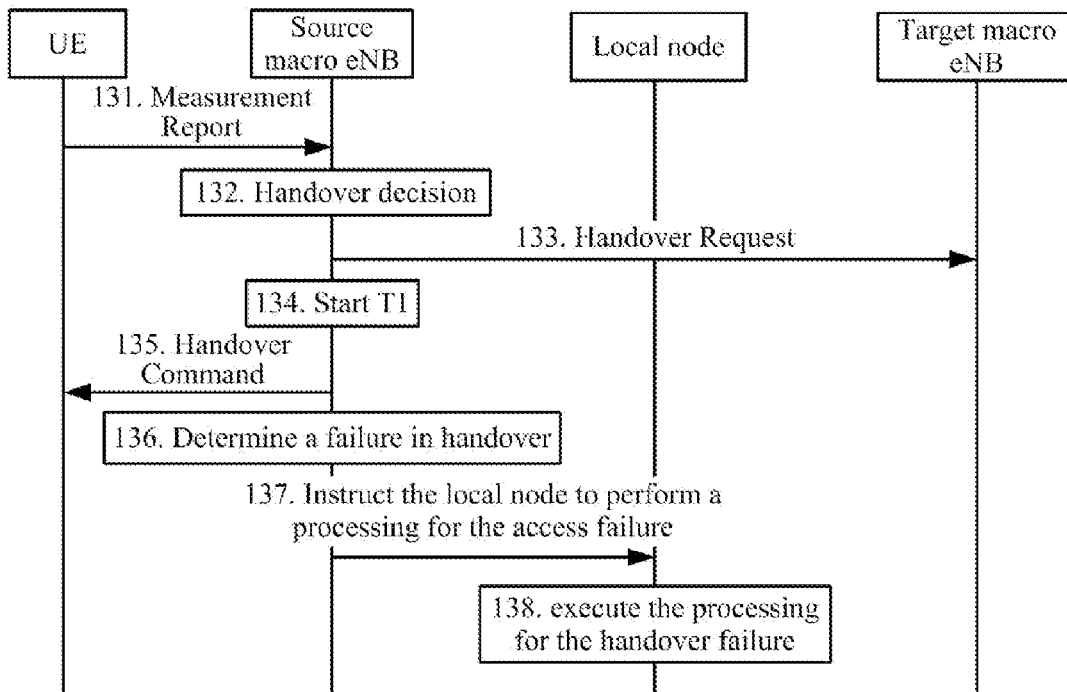 UE
Source
macro eNB
Local node
Target macro
eNB
131. Measurement
Report
132. Handover decision
133. Handover Request
134. Start T1
135. Handover
Command
136. Determine a failure in handover
137. Instruct the local node to perform a
processing for the access failure
138. execute the processing
for the handover failure